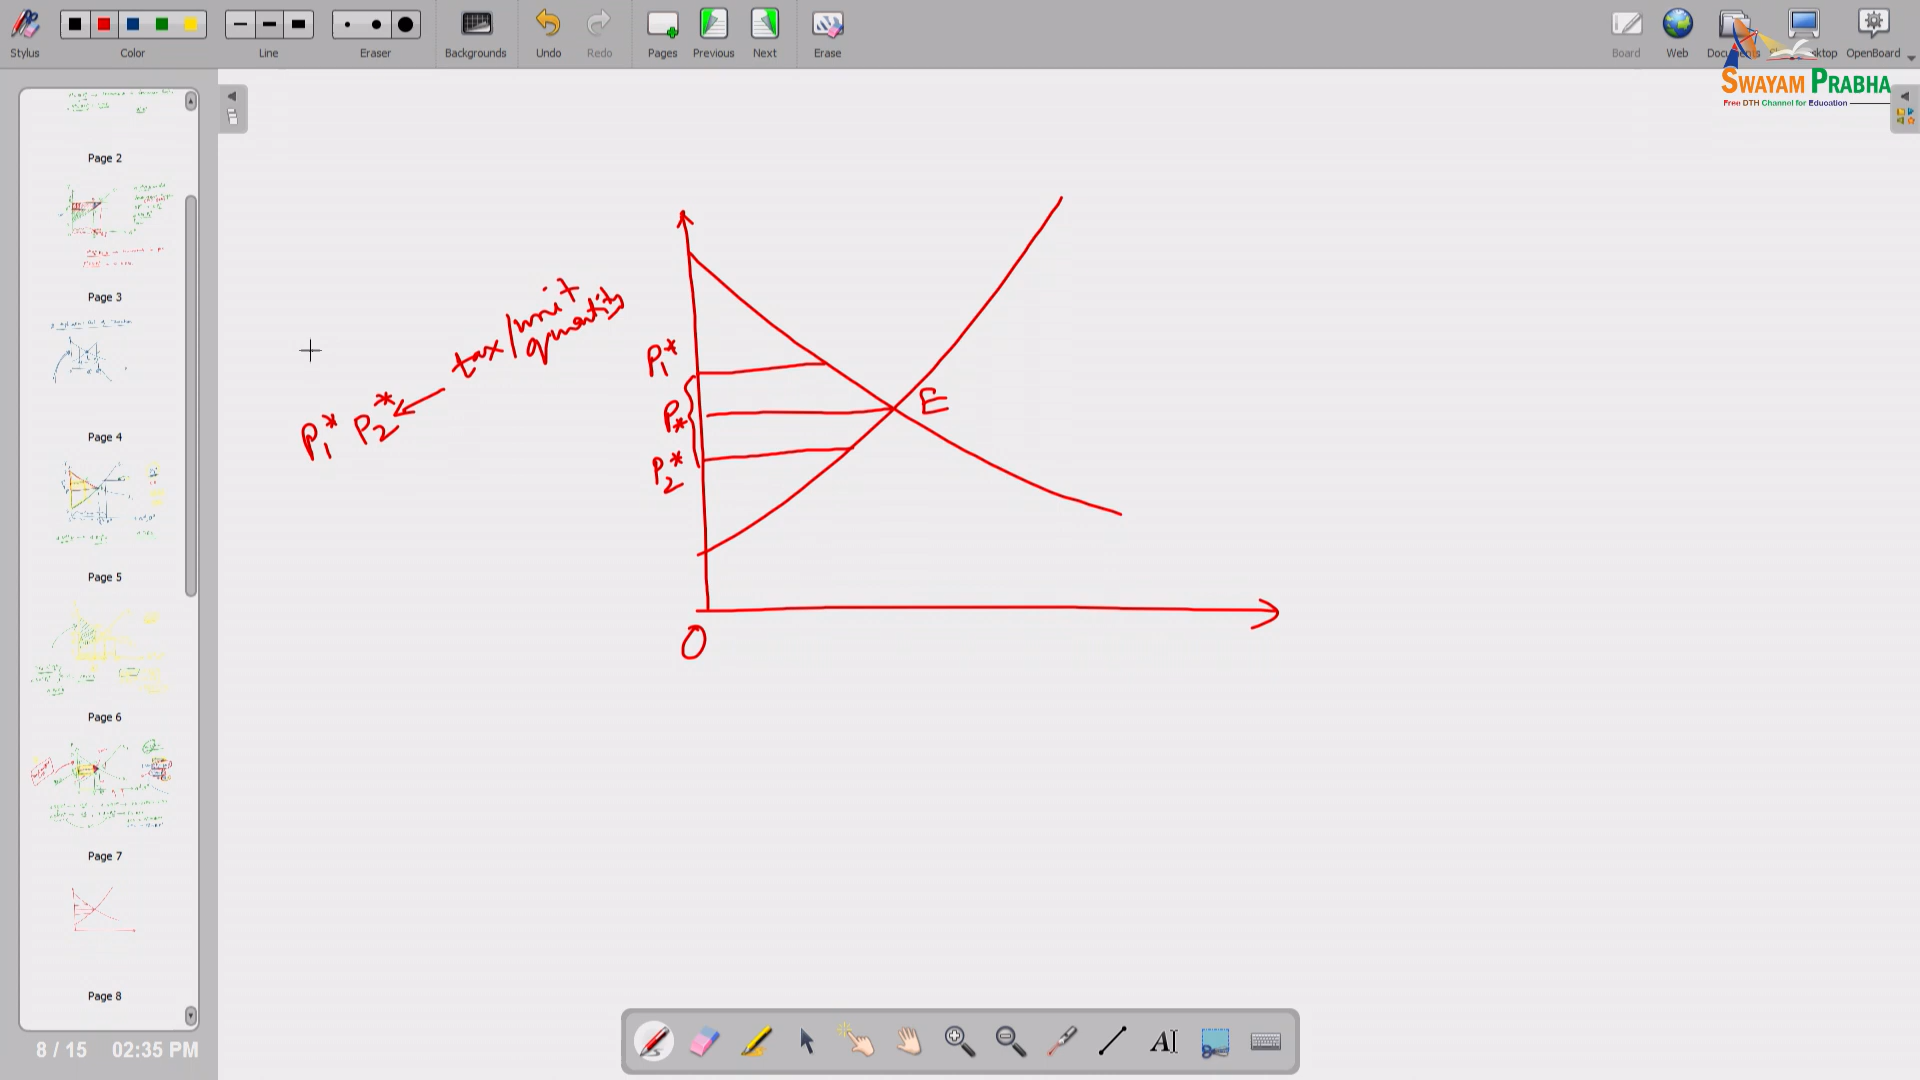 Stylus
Color
Line
Eraser
Backgrounds
Undo
Redo
Pages
Previous
Next
Erase
Board
Web
OpenBoard
SWAYAM PRABHA
Free DTH Channel for Education
Page 2
Page 3
Page 4
Page 5
Page 6
Page 7
Page 8
8 / 15 02:35 PM
tax/unit
quantity
P₁* P₂*
P₁*
P*
P₂*
E
O
AI